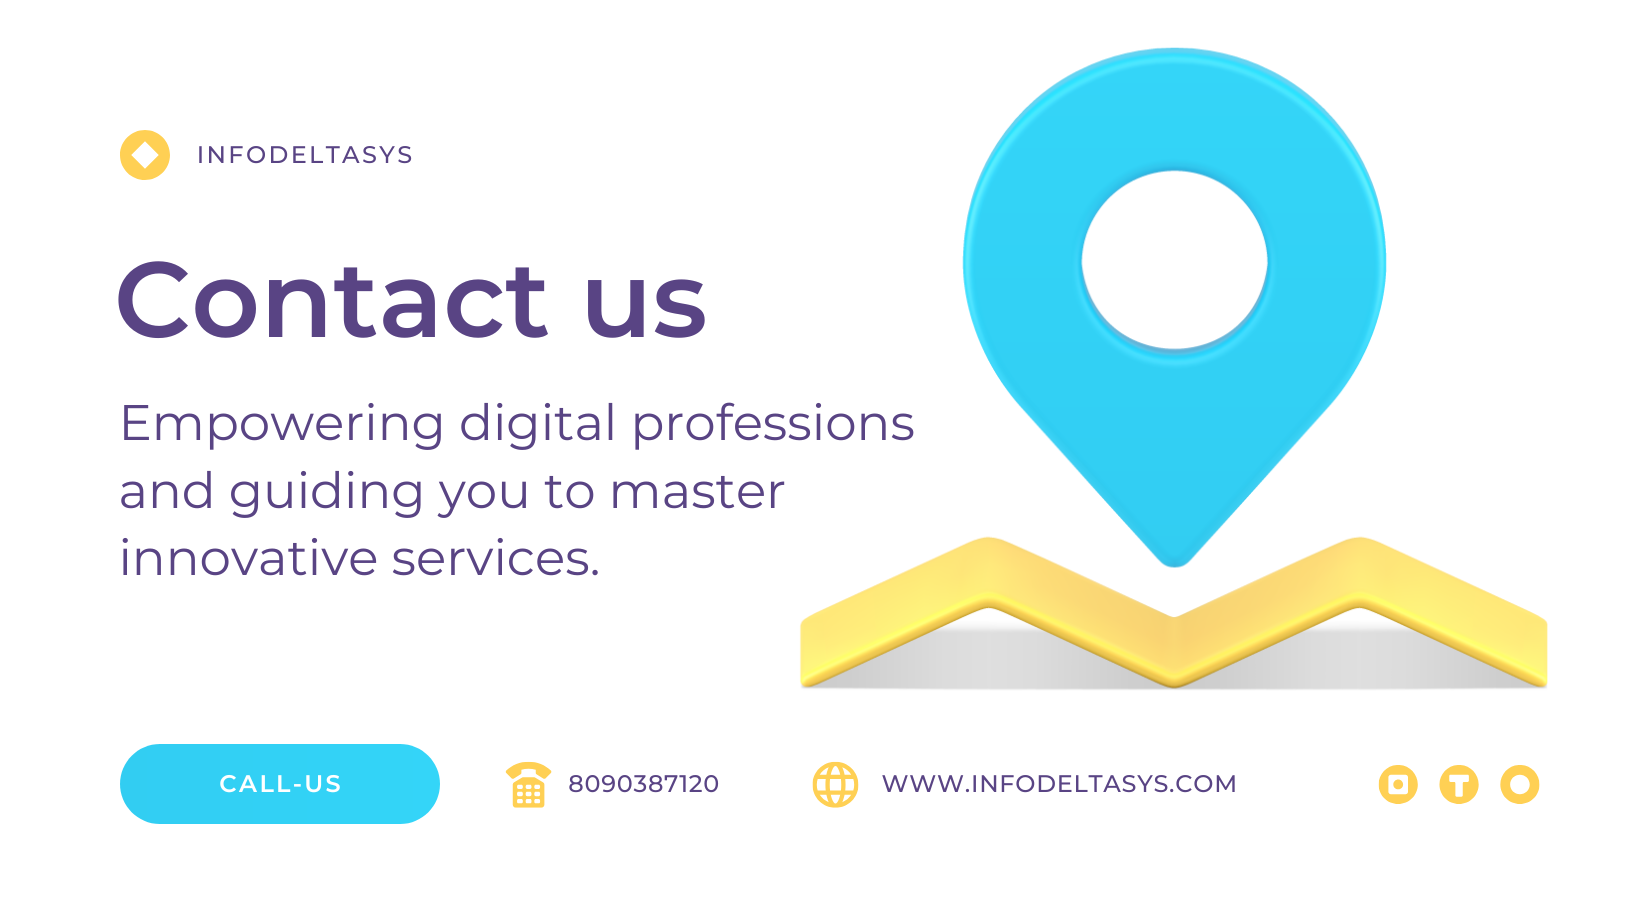 INFODELTASYS
Contact us
Empowering digital professions
and guiding you to master
innovative services.
CALL-US
8090387120
WWW.INFODELTASYS.COM